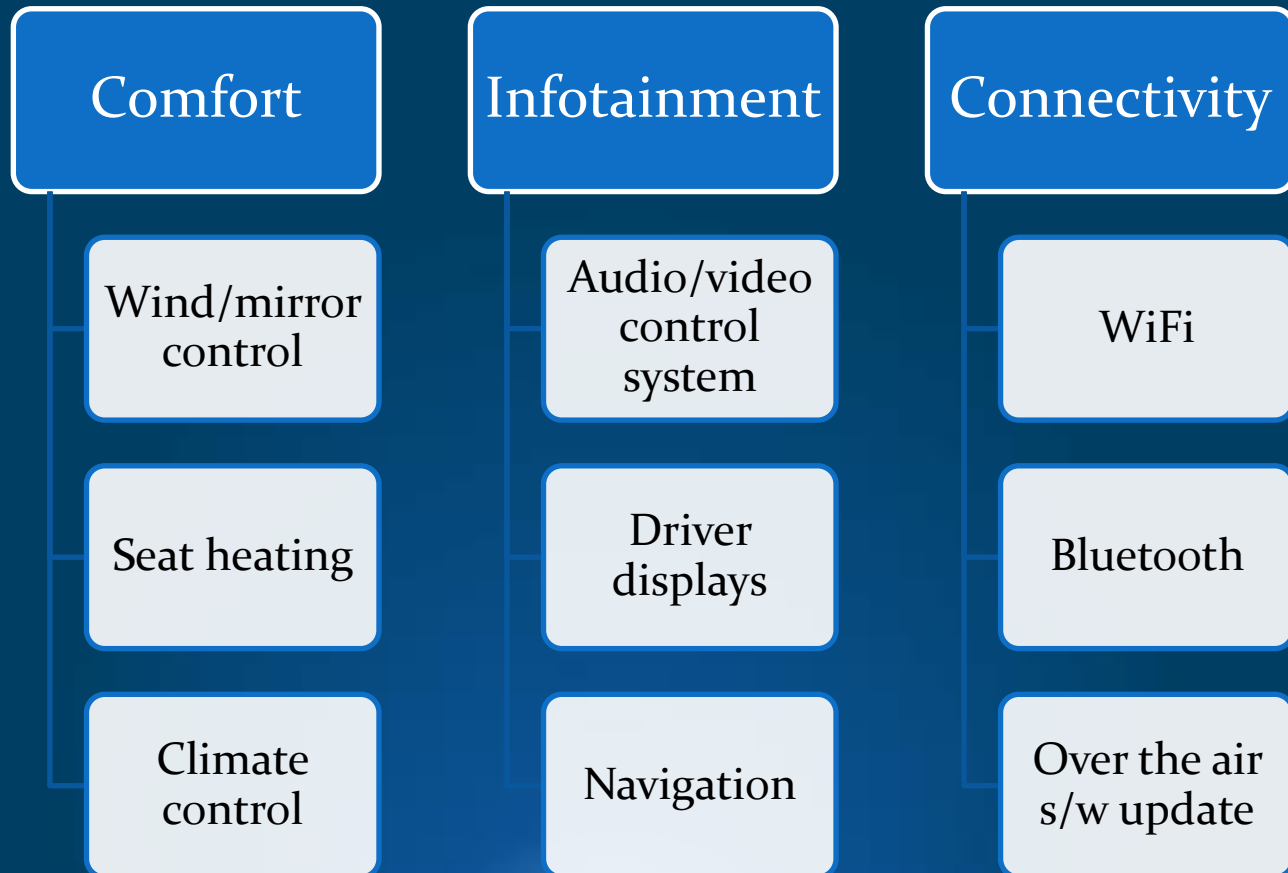 Comfort
Wind/mirror
control
Seat heating
Climate
control
Infotainment
Audio/video
control
system
Driver
displays
Navigation
Connectivity
WiFi
Bluetooth
Over the air
s/w update